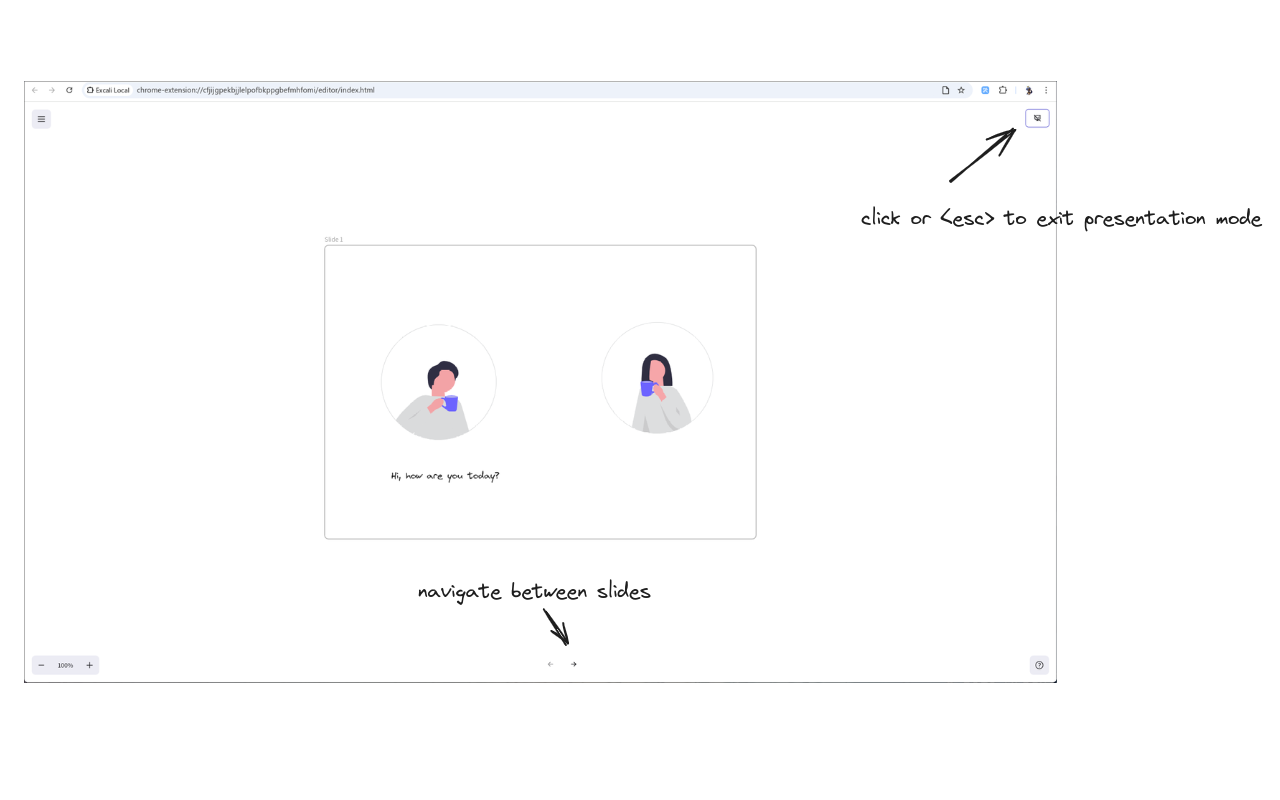 Excali Local chrome-extension://cfjijgpekbjjlelpofbkppgbefmhfomi/editor/index.html
click or <esc> to exit presentation mode
Slide 1
Hi, how are you today?
navigate between slides
100%